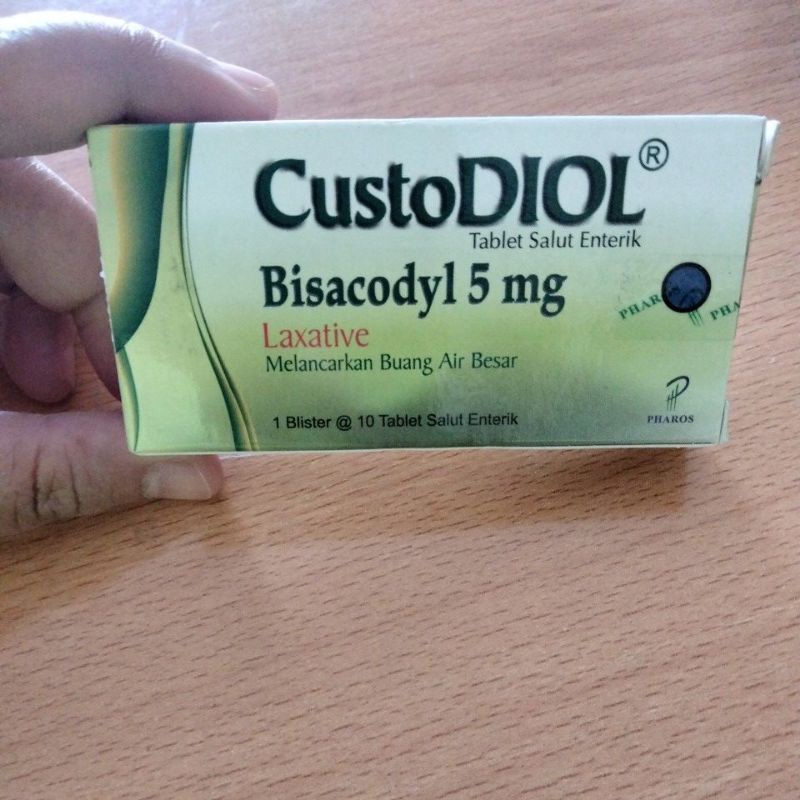 CustoDIOL®
Tablet Salut Enterik
Bisacodyl 5 mg
Laxative
Melancarkan Buang Air Besar
1 Blister @ 10 Tablet Salut Enterik
PHAROS